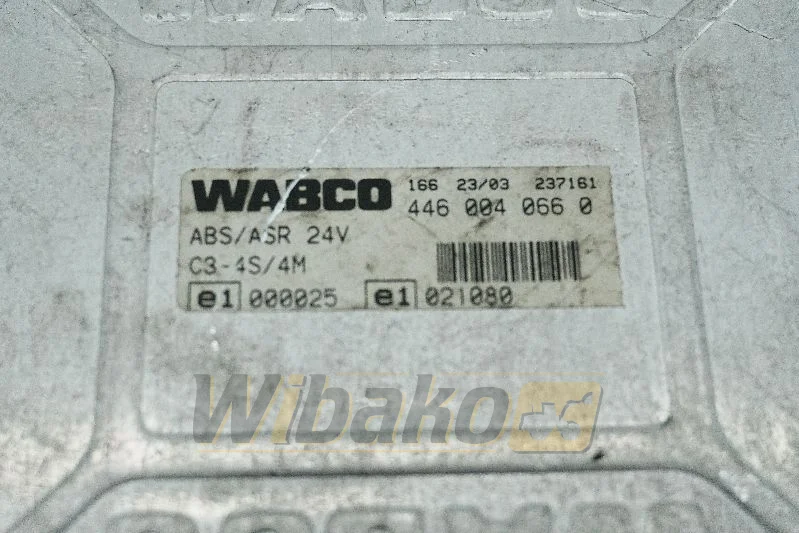 WABCO
WABCO 166 23/03 237161
446 004 066 0
ABS/ASR 24V
C3-4S/4M
e1 000025 e1 021080
Wibako